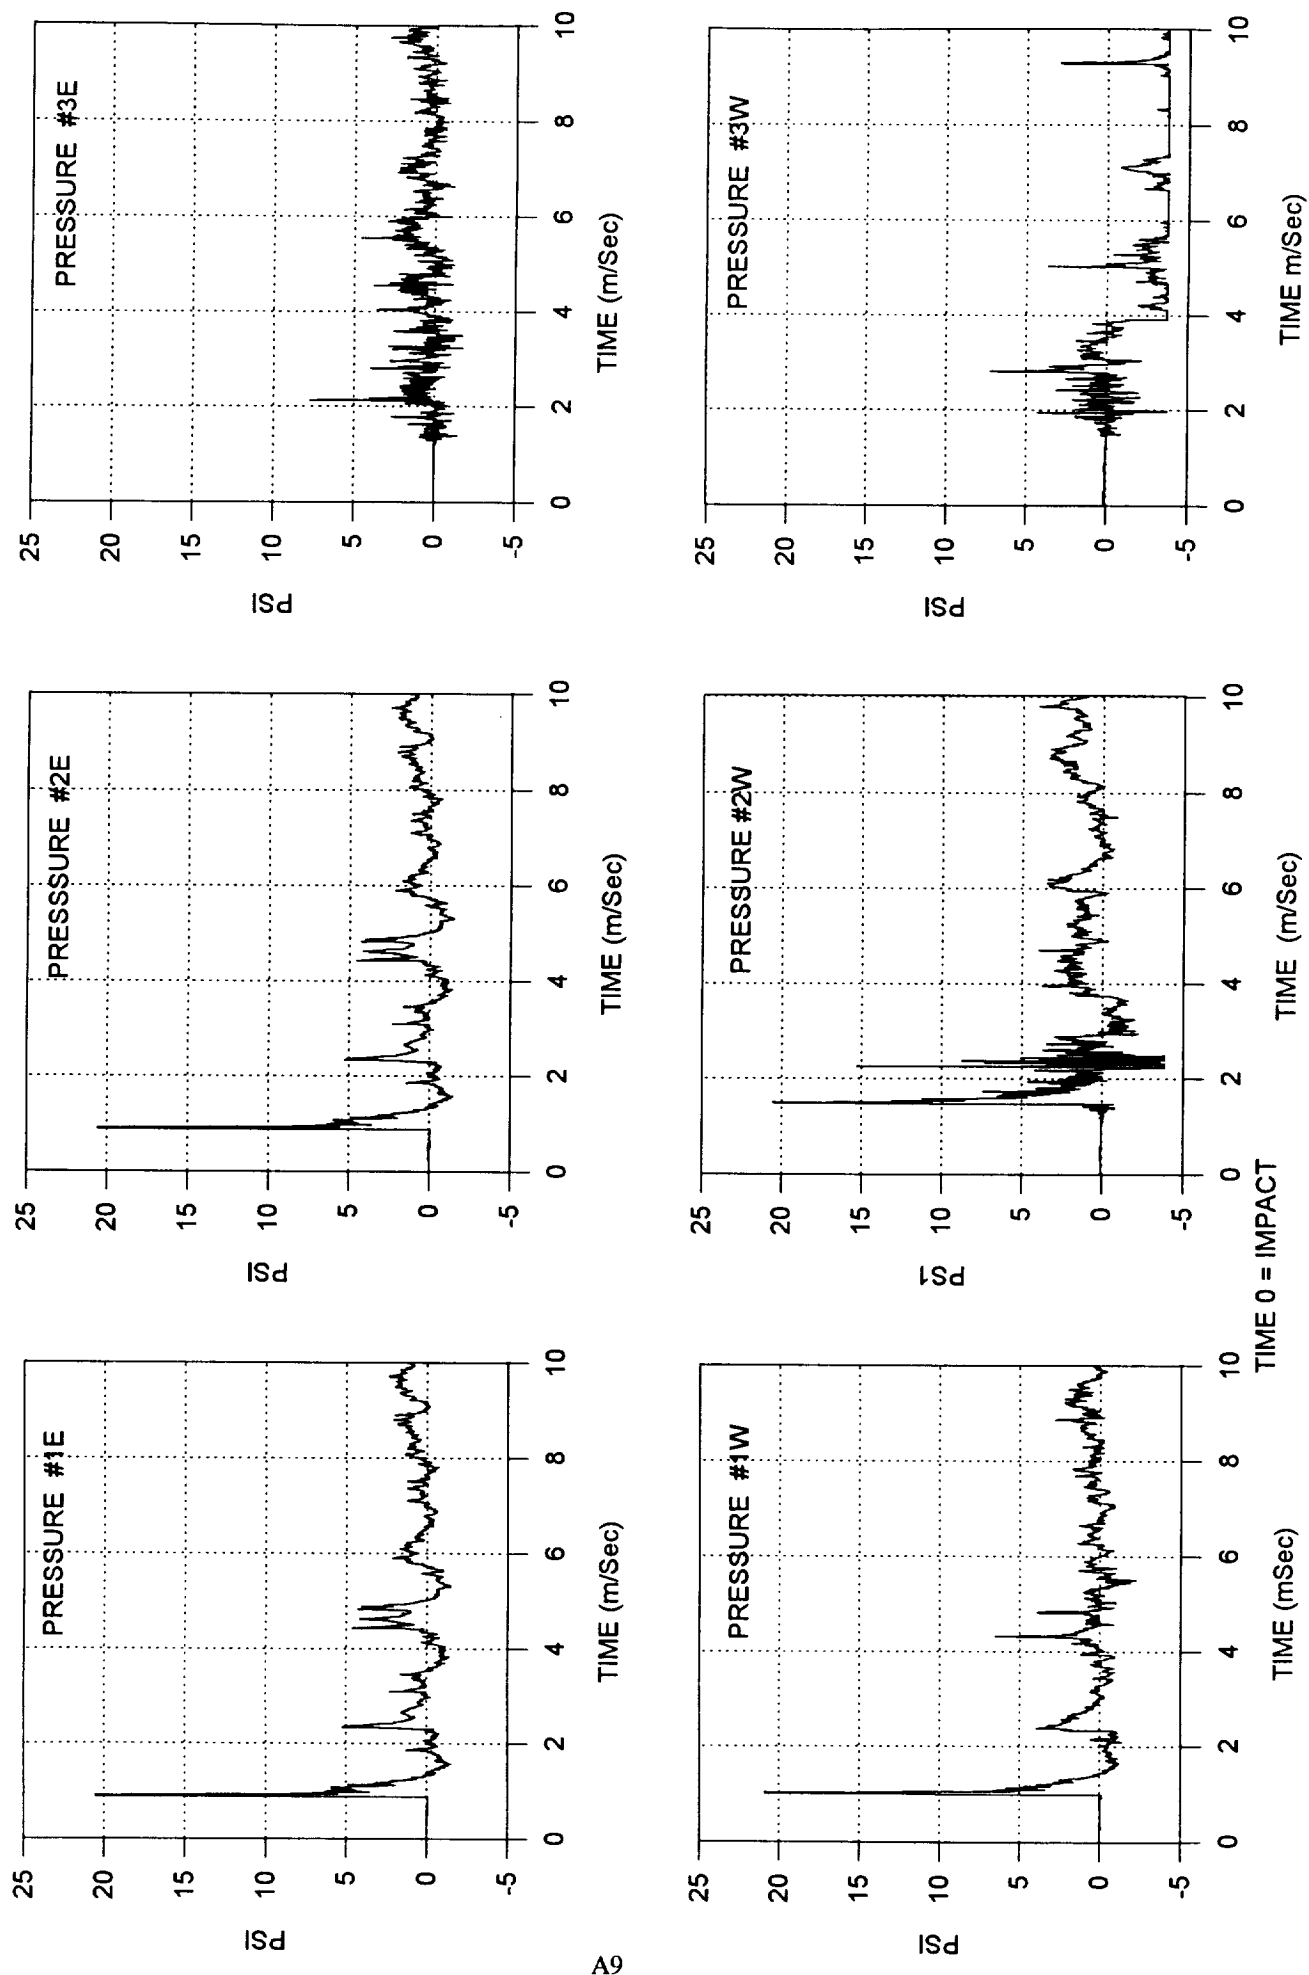 PRESSURE #1E
PSI
25
20
15
10
5
0
-5
0 2 4 6 8 10
TIME (m/Sec)
PRESSSURE #2E
PSI
25
20
15
10
5
0
-5
0 2 4 6 8 10
TIME (m/Sec)
PRESSURE #3E
PSI
25
20
15
10
5
0
-5
0 2 4 6 8 10
TIME (m/Sec)
PRESSURE #1W
PSI
25
20
15
10
5
0
-5
0 2 4 6 8 10
TIME (mSec)
PRESSURE #2W
PS1
25
20
15
10
5
0
-5
0 2 4 6 8 10
TIME (m/Sec)
PRESSURE #3W
PSI
25
20
15
10
5
0
-5
0 2 4 6 8 10
TIME m/Sec)
TIME 0 = IMPACT
A9